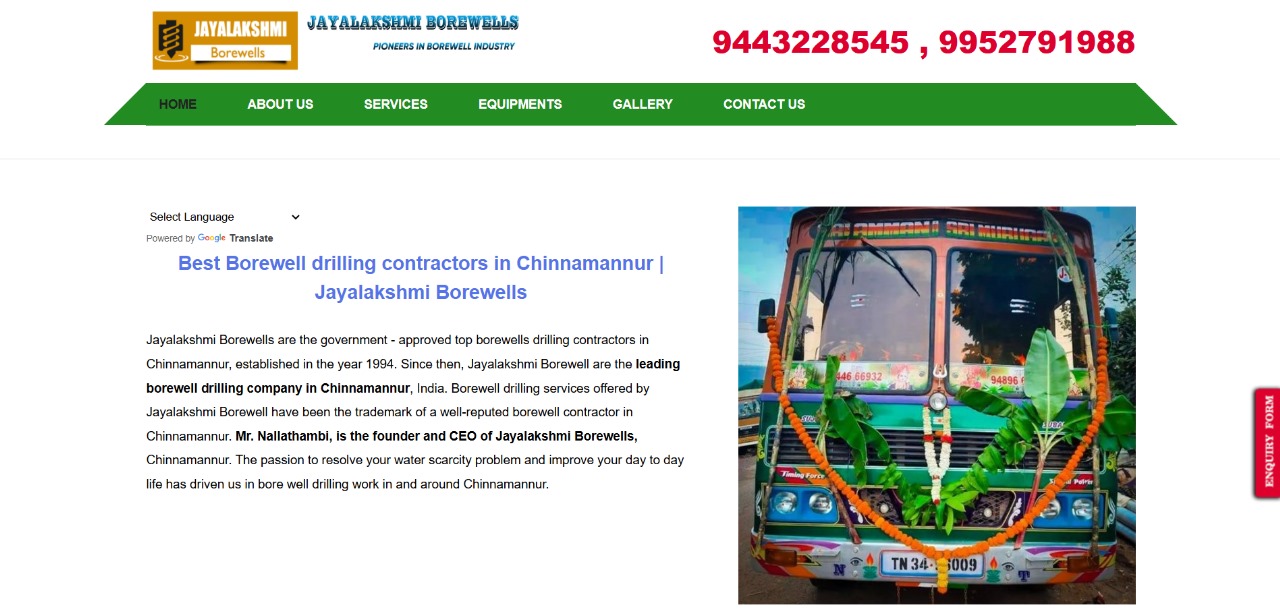 JAYALAKSHMI
Borewells
JAYALAKSHMI BOREWELLS
PIONEERS IN BOREWELL INDUSTRY
9443228545 , 9952791988
HOME ABOUT US SERVICES EQUIPMENTS GALLERY CONTACT US
Select Language
Powered by Google Translate
Best Borewell drilling contractors in Chinnamannur |
Jayalakshmi Borewells
Jayalakshmi Borewells are the government - approved top borewells drilling contractors in
Chinnamannur, established in the year 1994. Since then, Jayalakshmi Borewell are the leading
borewell drilling company in Chinnamannur, India. Borewell drilling services offered by
Jayalakshmi Borewell have been the trademark of a well-reputed borewell contractor in
Chinnamannur. Mr. Nallathambi, is the founder and CEO of Jayalakshmi Borewells,
Chinnamannur. The passion to resolve your water scarcity problem and improve your day to day
life has driven us in bore well drilling work in and around Chinnamannur.
Timing Force
TN 34
009
N T
ENQUIRY FORM